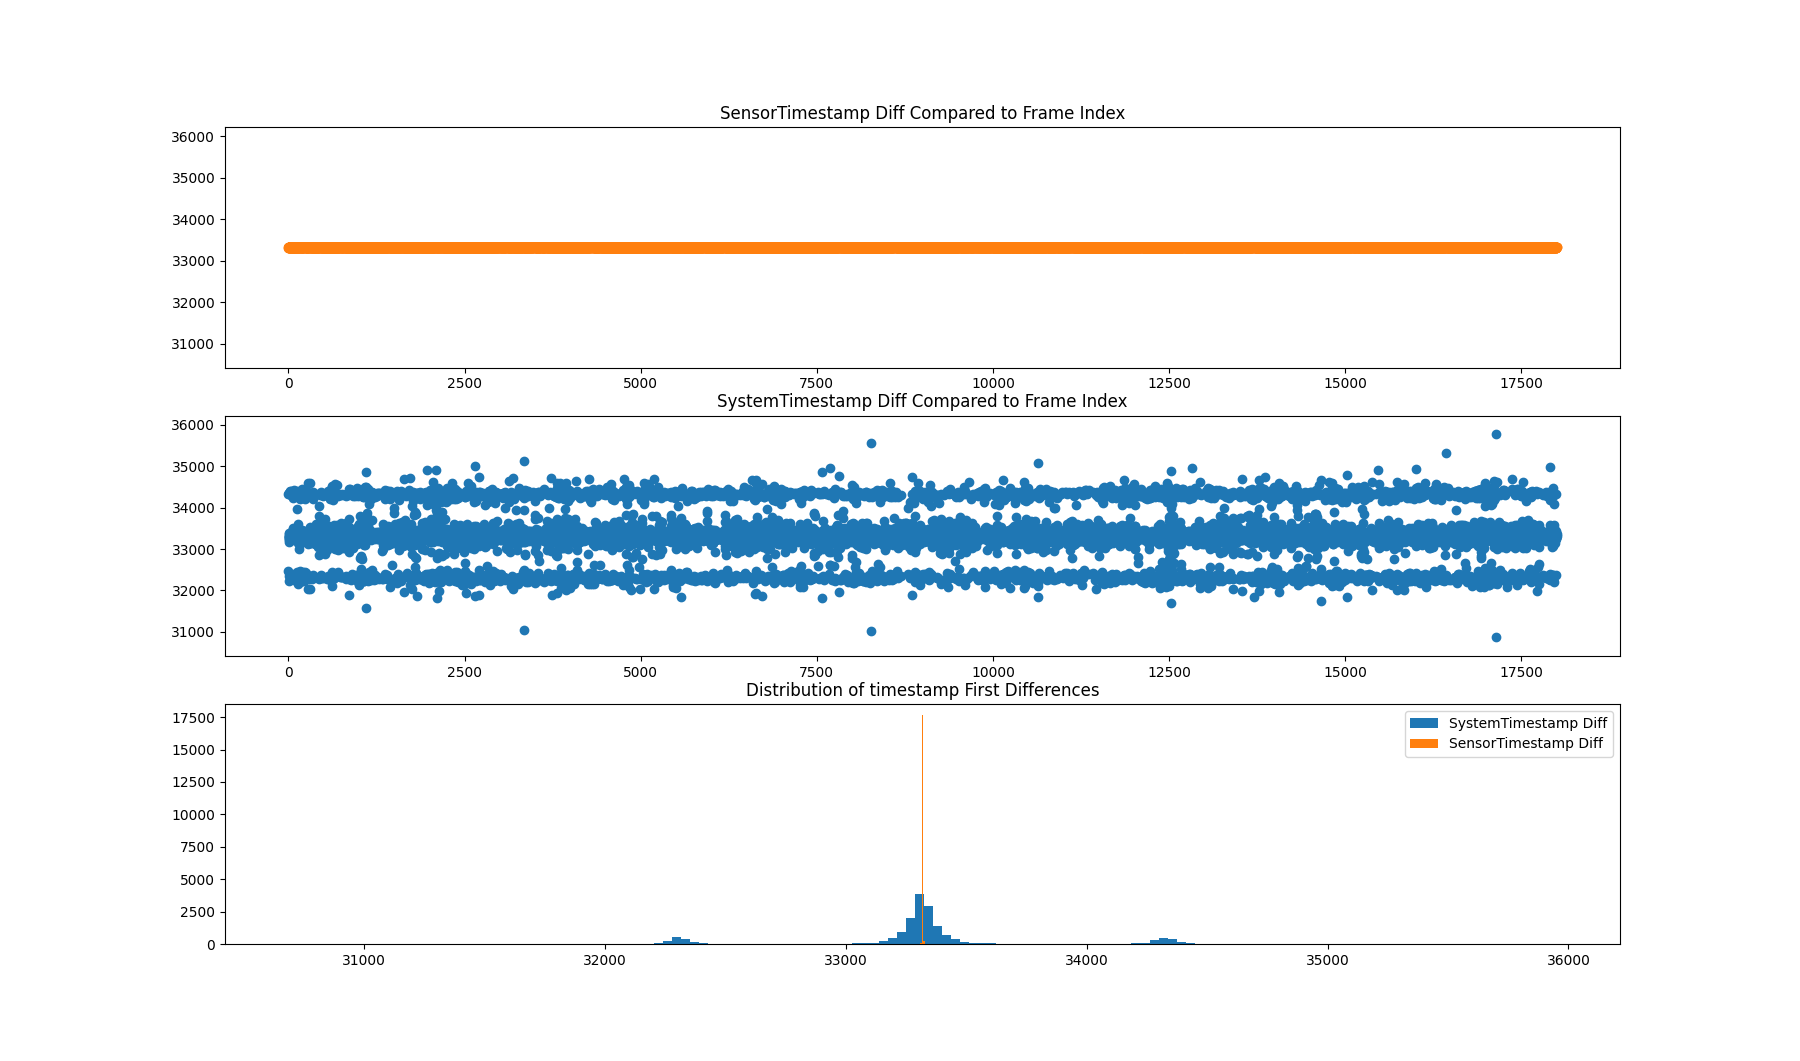 SensorTimestamp Diff Compared to Frame Index
36000
35000
34000
33000
32000
31000
0 2500 5000 7500 10000 12500 15000 17500
SystemTimestamp Diff Compared to Frame Index
36000
35000
34000
33000
32000
31000
0 2500 5000 7500 10000 12500 15000 17500
Distribution of timestamp First Differences
17500
15000
12500
10000
7500
5000
2500
0
SystemTimestamp Diff
SensorTimestamp Diff
31000 32000 33000 34000 35000 36000